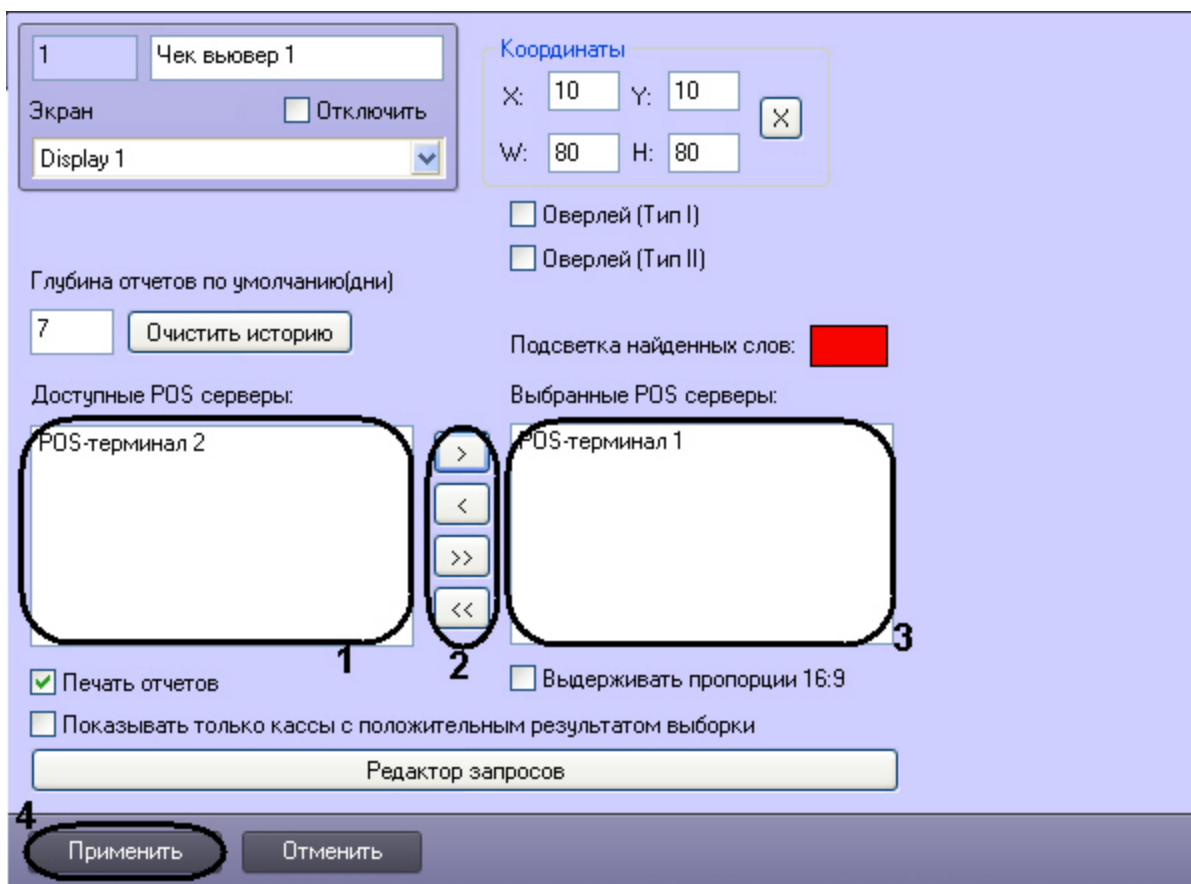 1
Чек вьювер 1
Экран
Отключить
Display 1
Координаты
X: 10 Y: 10
X
W: 80 H: 80
Оверлей (Тип I)
Оверлей (Тип II)
Глубина отчетов по умолчанию(дни)
7
Очистить историю
Подсветка найденных слов:
Доступные POS серверы:
Выбранные POS серверы:
POS-терминал 2
POS-терминал 1
>
<
>>
<<
1
2
3
Печать отчетов
Выдерживать пропорции 16:9
Показывать только кассы с положительным результатом выборки
Редактор запросов
4
Применить
Отменить